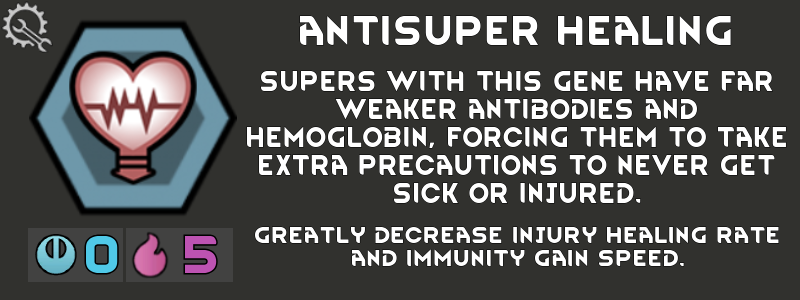 ANTISUPER HEALING
SUPERS WITH THIS GENE HAVE FAR
WEAKER ANTIBODIES AND
HEMOGLOBIN, FORCING THEM TO TAKE
EXTRA PRECAUTIONS TO NEVER GET
SICK OR INJURED.
GREATLY DECREASE INJURY HEALING RATE
AND IMMUNITY GAIN SPEED.
0 5